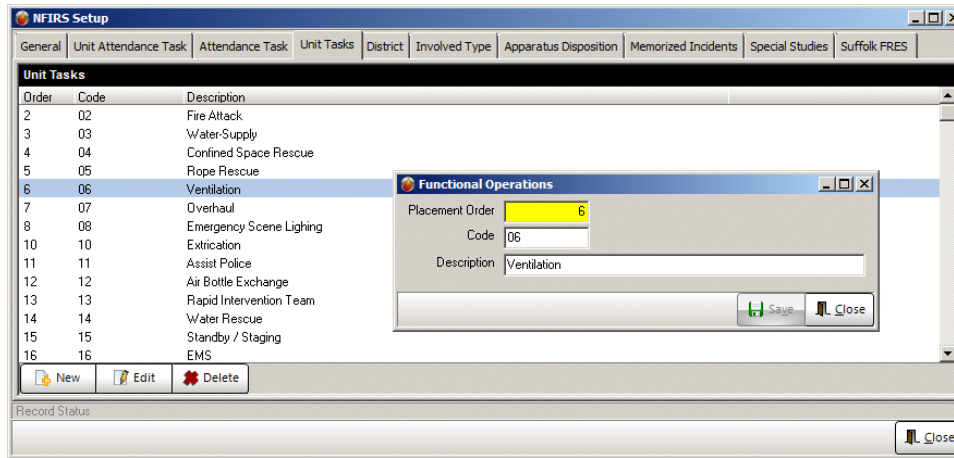 NFIRS Setup
General Unit Attendance Task Attendance Task Unit Tasks District Involved Type Apparatus Disposition Memorized Incidents Special Studies Suffolk FRES
Unit Tasks
Order Code Description
2 02 Fire Attack
3 03 Water-Supply
4 04 Confined Space Rescue
5 05 Rope Rescue
6 06 Ventilation
7 07 Overhaul
8 08 Emergency Scene Lighing
10 10 Extrication
11 11 Assist Police
12 12 Air Bottle Exchange
13 13 Rapid Intervention Team
14 14 Water Rescue
15 15 Standby / Staging
16 16 EMS
Functional Operations
Placement Order 6
Code 06
Description Ventilation
Save Close
New Edit Delete
Record Status
Close